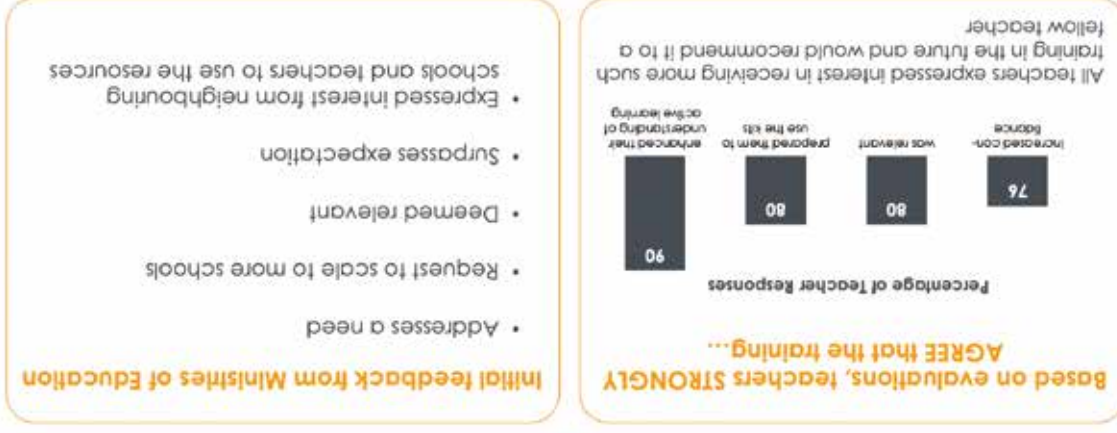 Based on evaluations, teachers STRONGLY
AGREE that the training...
Percentage of Teacher Responses
76
80
80
90
increased con-
fidance
was relevant
prepared them to
use the kits
enhanced their
understanding of
active learning
All teachers expressed interest in receiving more such
training in the future and would recommend it to a
fellow teacher
Initial feedback from Ministries of Education
• Addresses a need
• Request to scale to more schools
• Deemed relevant
• Surpasses expectation
• Expressed interest from neighbouring
schools and teachers to use the resources